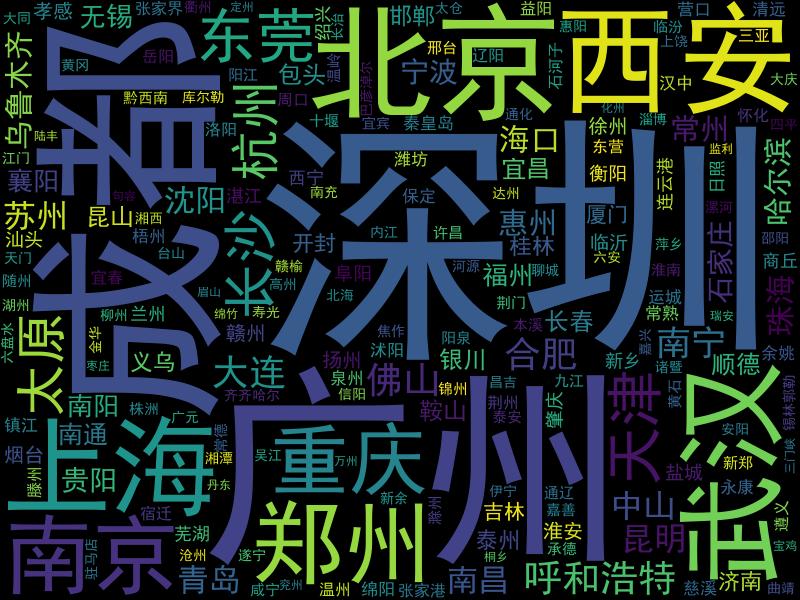 大同
孝感
无锡
张家界
衢州
定州
东莞
绍兴
长治
北京
邯郸
太仓
益阳
西安
营口
清远
惠阳
临汾
上饶
三亚
乌鲁木齐
黄冈
岳阳
阳江
包头
温岭
巴彦淖尔
宁波
邢台
辽阳
石河子
汉中
大庆
黔西南
库尔勒
周口
陆丰
洛阳
杭州
十堰
宜宾
秦皇岛
通化
海口
徐州
化州
淄博
常州
怀化
四平
江门
成都
深圳
潍坊
宜昌
东营
监利
哈尔滨
襄阳
句容
沈阳
湛江
西宁
南充
保定
达州
衡阳
连云港
日照
苏州
昆山
湘西
惠州
厦门
漯河
汕头
梧州
长沙
开封
内江
许昌
桂林
临沂
萍乡
石家庄
邵阳
天门
台山
赣榆
阜阳
河源
福州
聊城
六安
淮南
商丘
随州
宜春
眉山
高州
北海
荆门
运城
珠海
湖州
柳州
兰州
绵竹
寿光
本溪
长春
常熟
瑞安
六盘水
太原
金华
赣州
焦作
阳泉
嘉兴
南宁
枣庄
义乌
大连
扬州
沭阳
银川
合肥
新乡
诸暨
顺德
余姚
泉州
佛山
昌吉
九江
南阳
株洲
齐齐哈尔
信阳
锦州
荆州
肇庆
天津
黄石
锡林郭勒
镇江
南通
广元
常德
广州
鞍山
泰安
武汉
安阳
烟台
上海
重庆
湘潭
吴江
万州
新郑
三门峡
滕州
贵阳
丹东
新余
伊宁
通辽
盐城
永康
宿迁
郑州
滁州
吉林
嘉善
中山
遵义
南京
驻马店
芜湖
泰州
淮安
昆明
沧州
遂宁
桐乡
承德
宝鸡
青岛
咸宁
兖州
温州
绵阳
张家港
南昌
呼和浩特
慈溪
济南
曲靖